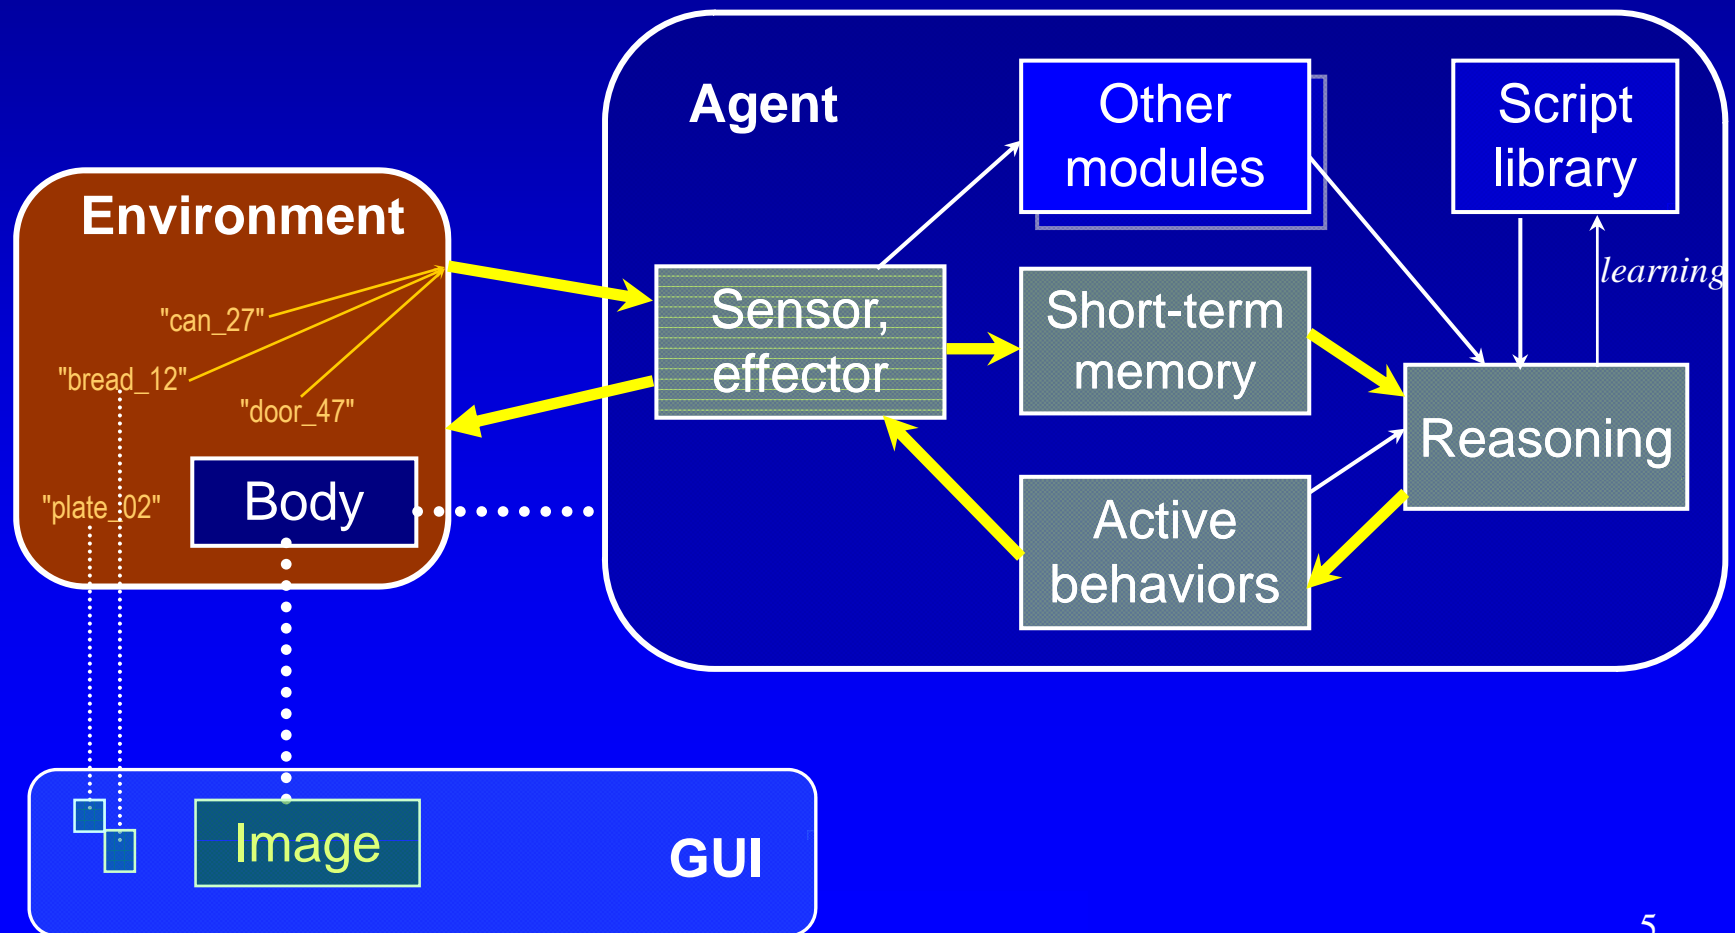 Agent
Other
modules
Script
library
Environment
learning
"can_27"
Sensor,
effector
Short-term
memory
"bread_12"
"door_47"
Reasoning
"plate_02"
Body
Active
behaviors
Image
GUI
5